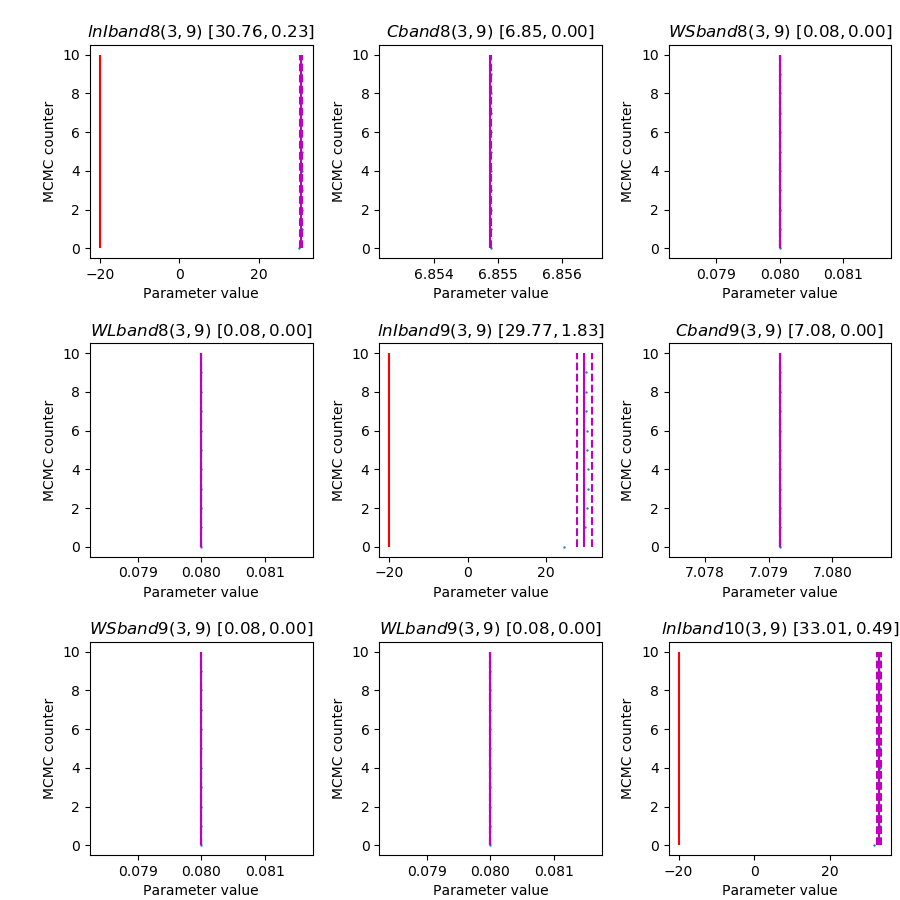 lnIband8(3, 9) [30.76, 0.23] Cband8(3, 9) [6.85, 0.00] WSband8(3, 9) [0.08, 0.00]
10 10 10
8 8 8
MCMC counter MCMC counter MCMC counter
6 6 6
4 4 4
2 2 2
0 0 0
−20 0 20 6.854 6.855 6.856 0.079 0.080 0.081
Parameter value Parameter value Parameter value
WLband8(3, 9) [0.08, 0.00] lnIband9(3, 9) [29.77, 1.83] Cband9(3, 9) [7.08, 0.00]
10 10 10
8 8 8
MCMC counter MCMC counter MCMC counter
6 6 6
4 4 4
2 2 2
0 0 0
0.079 0.080 0.081 −20 0 20 7.078 7.079 7.080
Parameter value Parameter value Parameter value
WSband9(3, 9) [0.08, 0.00] WLband9(3, 9) [0.08, 0.00] lnIband10(3, 9) [33.01, 0.49]
10 10 10
8 8 8
MCMC counter MCMC counter MCMC counter
6 6 6
4 4 4
2 2 2
0 0 0
0.079 0.080 0.081 0.079 0.080 0.081 −20 0 20
Parameter value Parameter value Parameter value